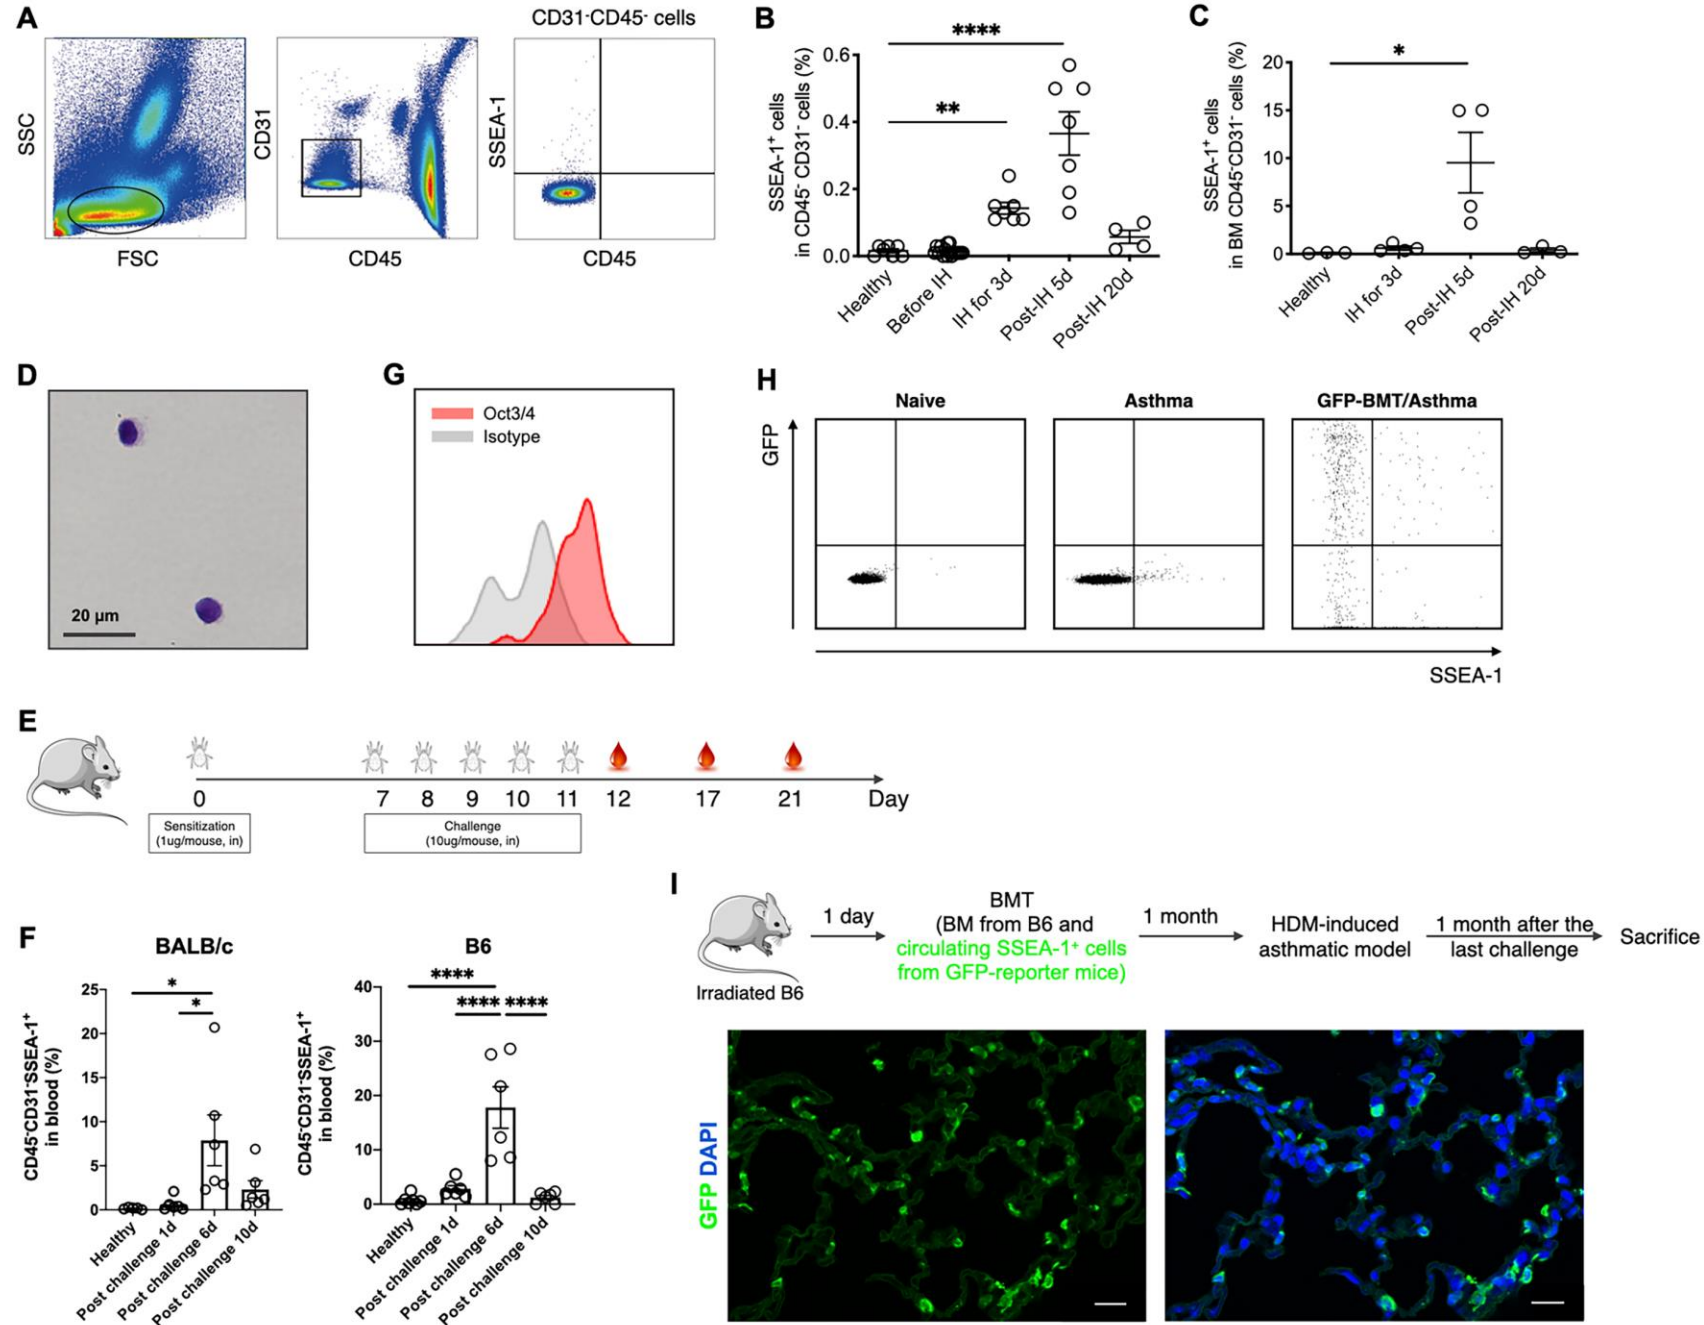 A
CD31⁻CD45⁻ cells
SSC
FSC
CD31
CD45
SSEA-1
CD45
B
SSEA-1⁺ cells
in CD45⁻ CD31⁻ cells (%)
0.6
0.4
0.2
0.0
****
**
Healthy
Before IH
IH for 3d
Post-IH 5d
Post-IH 20d
C
SSEA-1⁺ cells
in BM CD45⁻CD31⁻ cells (%)
20
15
10
5
0
*
Healthy
IH for 3d
Post-IH 5d
Post-IH 20d
D
20 µm
G
Oct3/4
Isotype
H
Naive
Asthma
GFP-BMT/Asthma
GFP
SSEA-1
E
0
7
8
9
10
11
12
17
21
Day
Sensitization
(1ug/mouse, in)
Challenge
(10ug/mouse, in)
F
BALB/c
CD45⁻CD31⁻SSEA-1⁺
in blood (%)
25
20
15
10
5
0
*
*
Healthy
Post challenge 1d
Post challenge 6d
Post challenge 10d
B6
CD45⁻CD31⁻SSEA-1⁺
in blood (%)
40
30
20
10
0
****
**** ****
Healthy
Post challenge 1d
Post challenge 6d
Post challenge 10d
I
Irradiated B6
1 day
BMT
(BM from B6 and
circulating SSEA-1⁺ cells
from GFP-reporter mice)
1 month
HDM-induced
asthmatic model
1 month after the
last challenge
Sacrifice
GFP DAPI